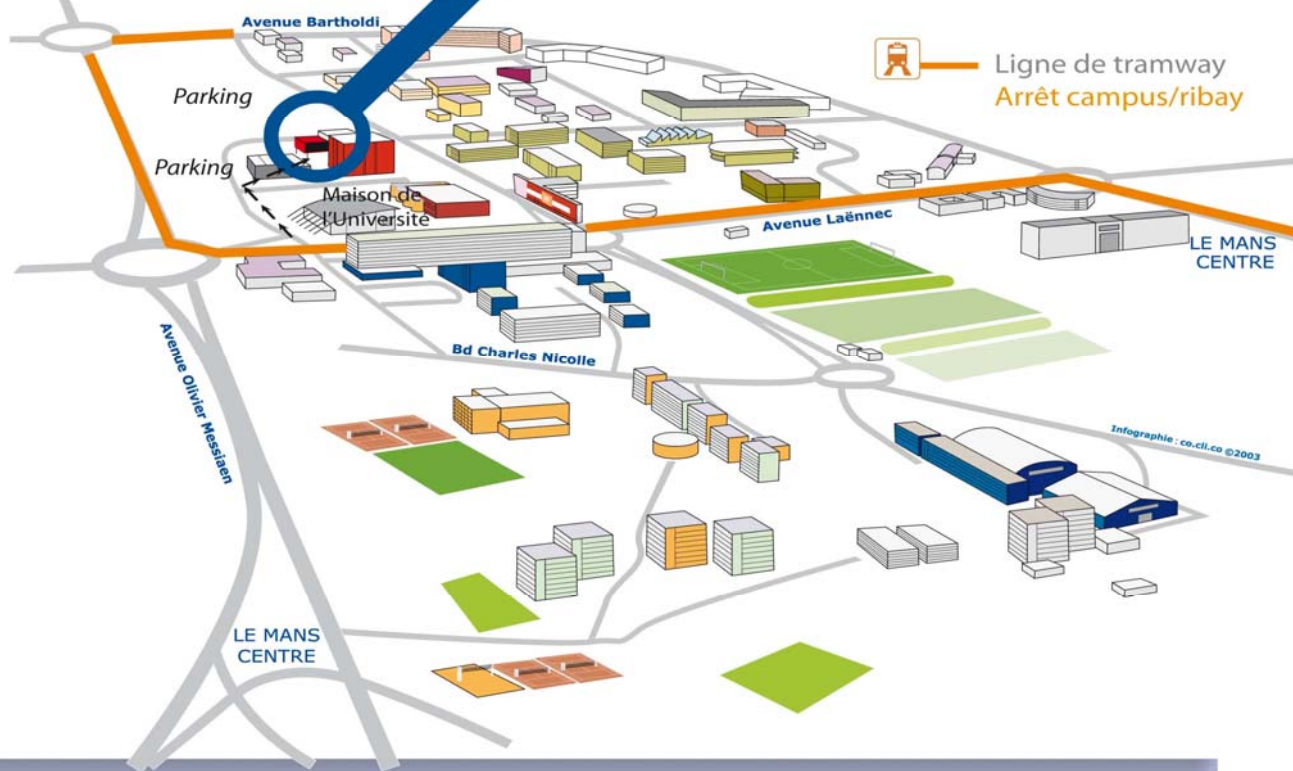 Avenue Bartholdi
Ligne de tramway
Arrêt campus/ribay
Parking
Parking
Maison de
l'Université
Avenue Laënnec
LE MANS
CENTRE
Bd Charles Nicolle
Avenue Olivier Messiaen
Infographie : co.cli.co ©2003
LE MANS
CENTRE